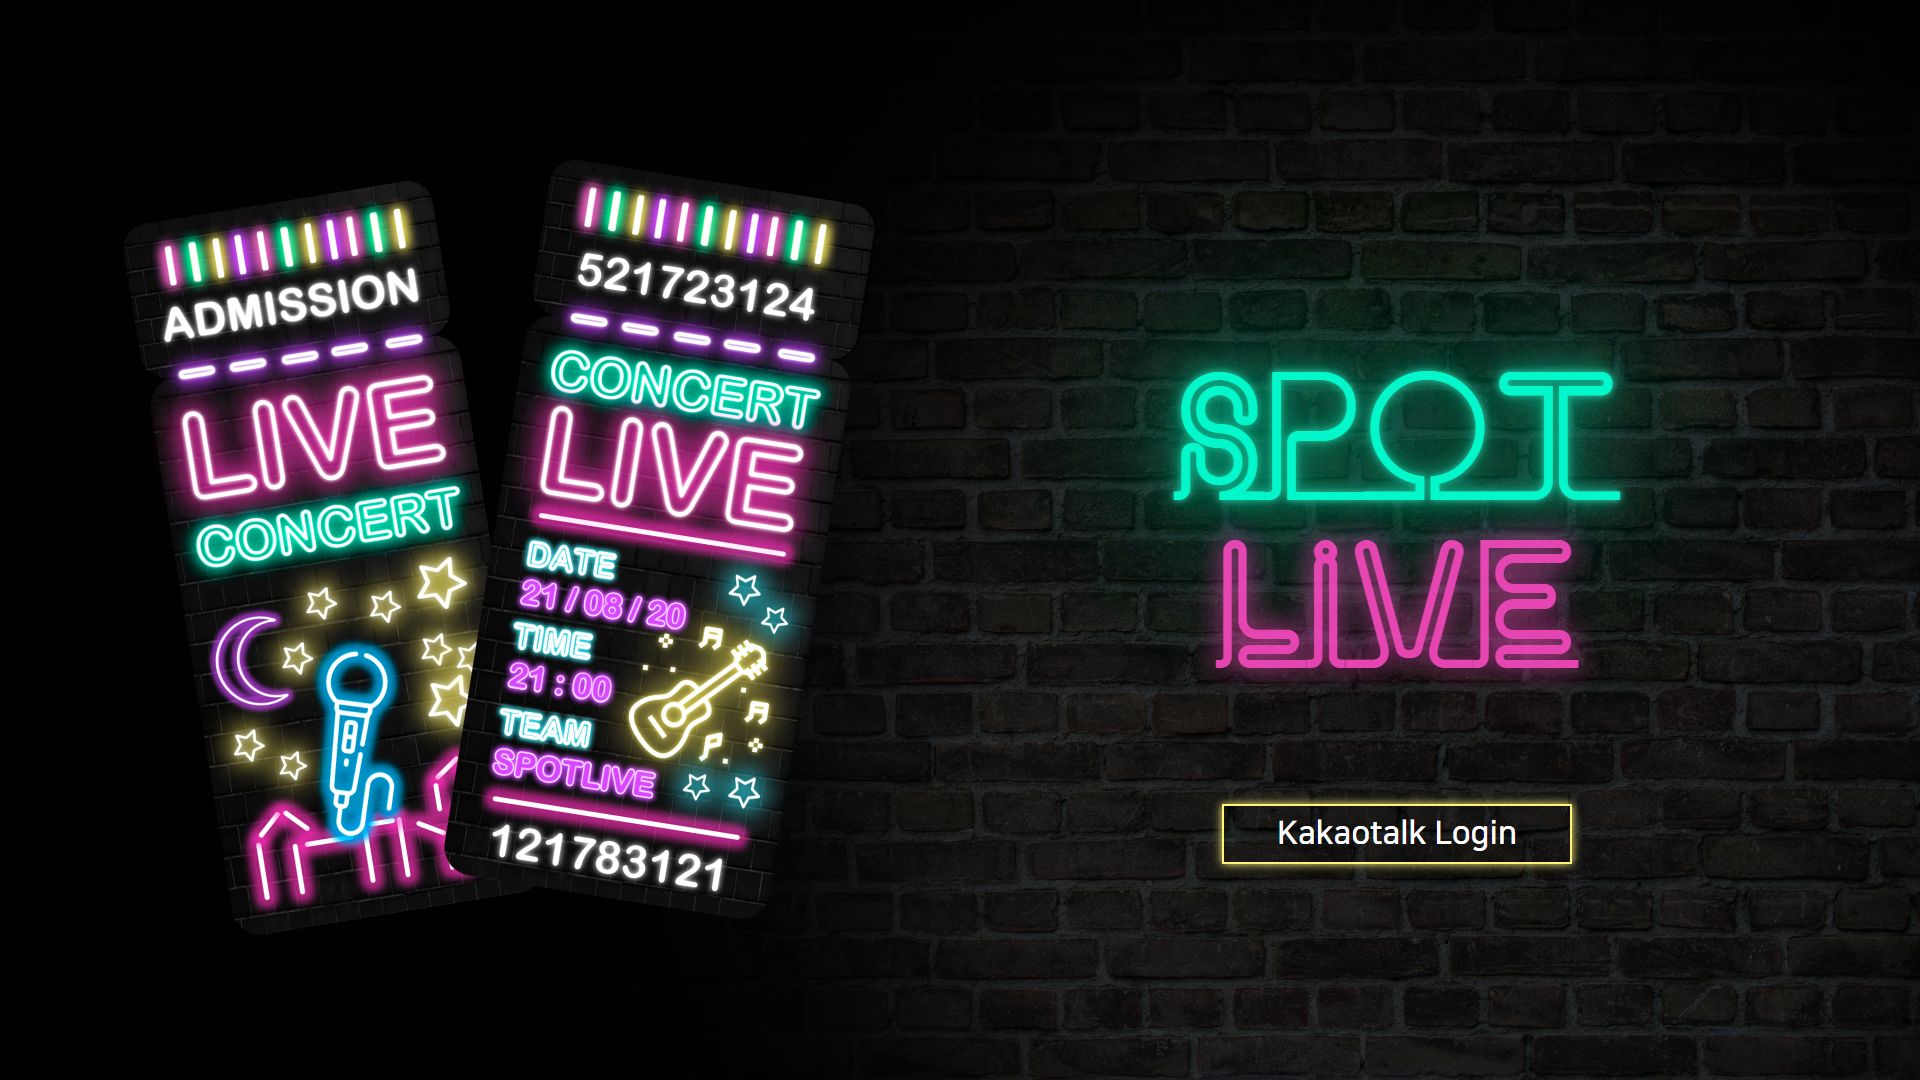 ADMISSION
LIVE
CONCERT
521723124
CONCERT
LIVE
DATE
21 / 08 / 20
TIME
21 : 00
TEAM
SPOTLIVE
121783121
SPOT
LiVE
Kakaotalk Login